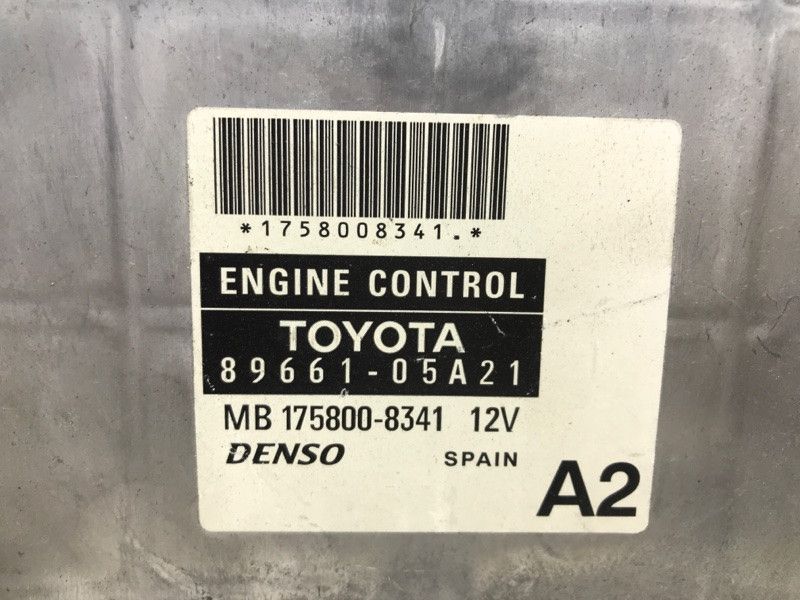 *1758008341.*
ENGINE CONTROL
TOYOTA
89661-05A21
MB 175800-8341 12V
DENSO SPAIN
A2